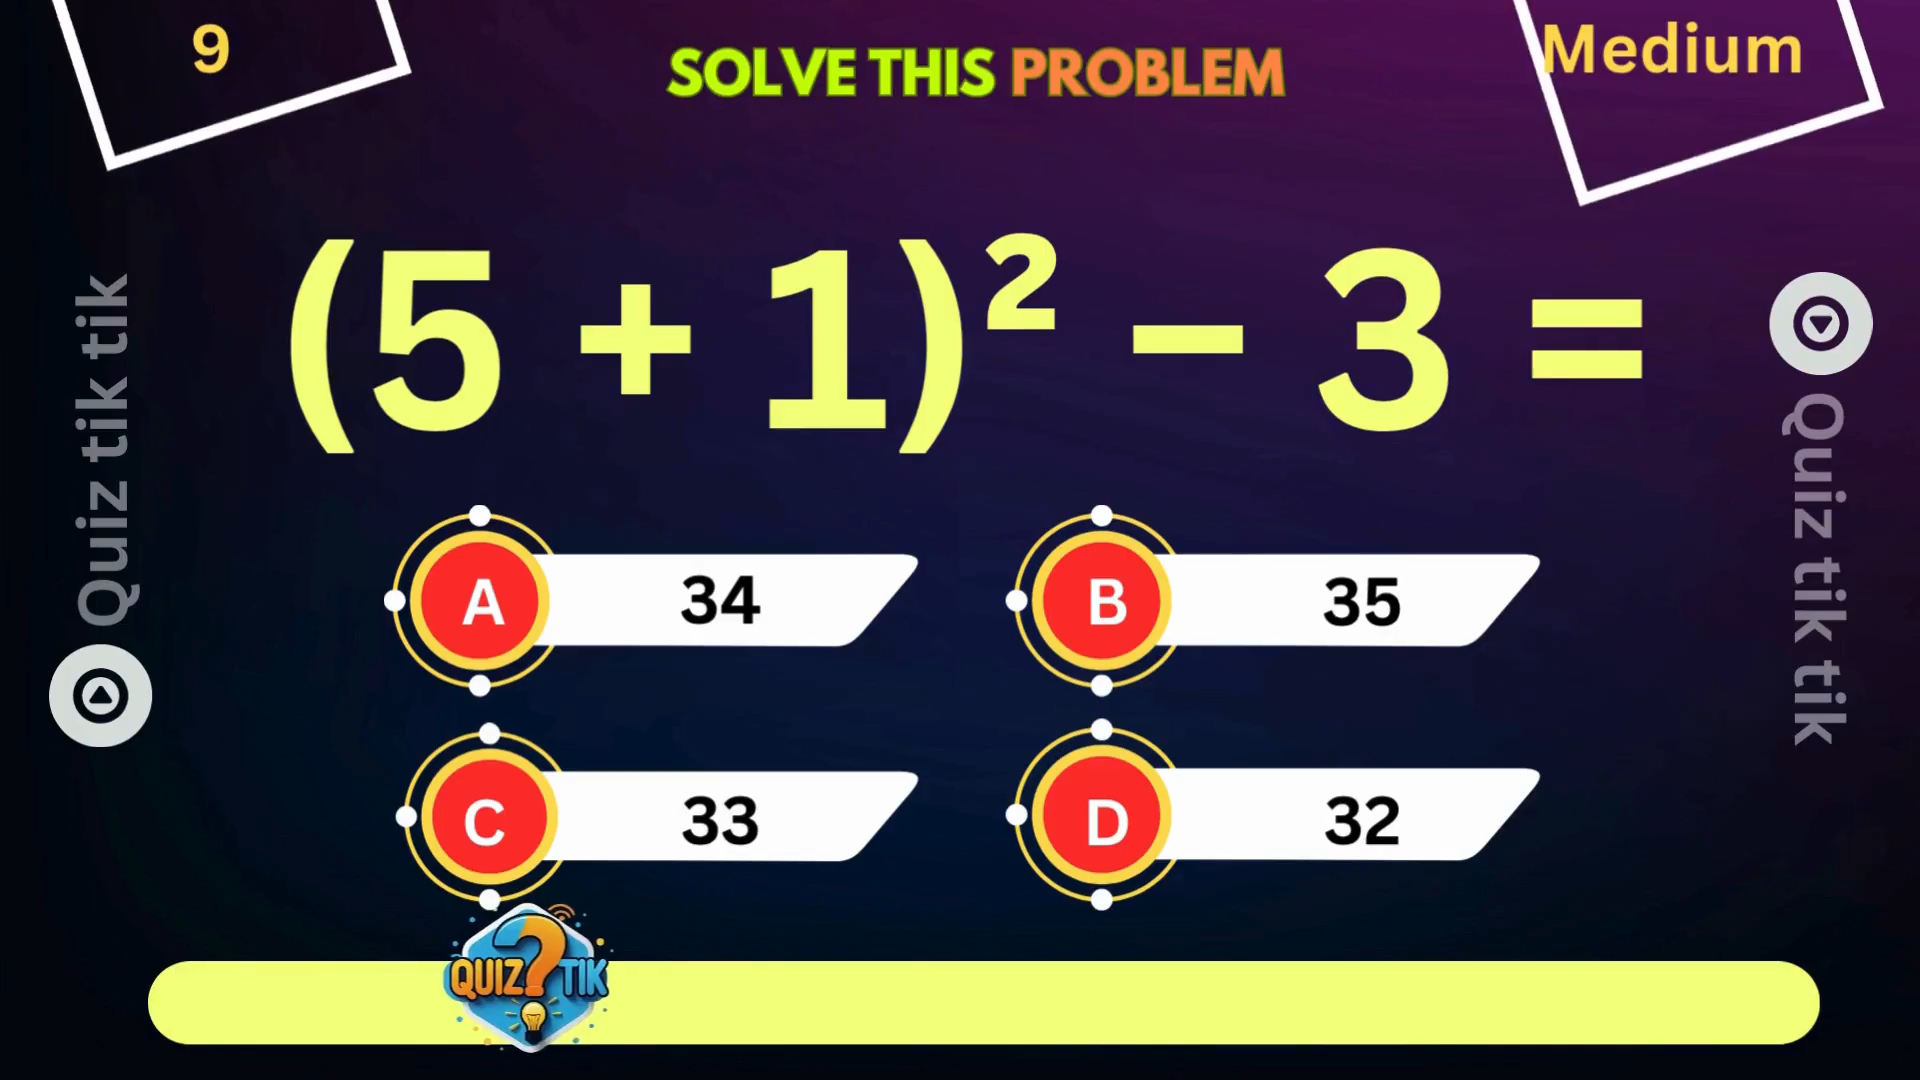 9
SOLVE THIS PROBLEM
Medium
(5 + 1)² − 3 =
Quiz tik tik
Quiz tik tik
A 34
B 35
C 33
D 32
QUIZ ? TIK